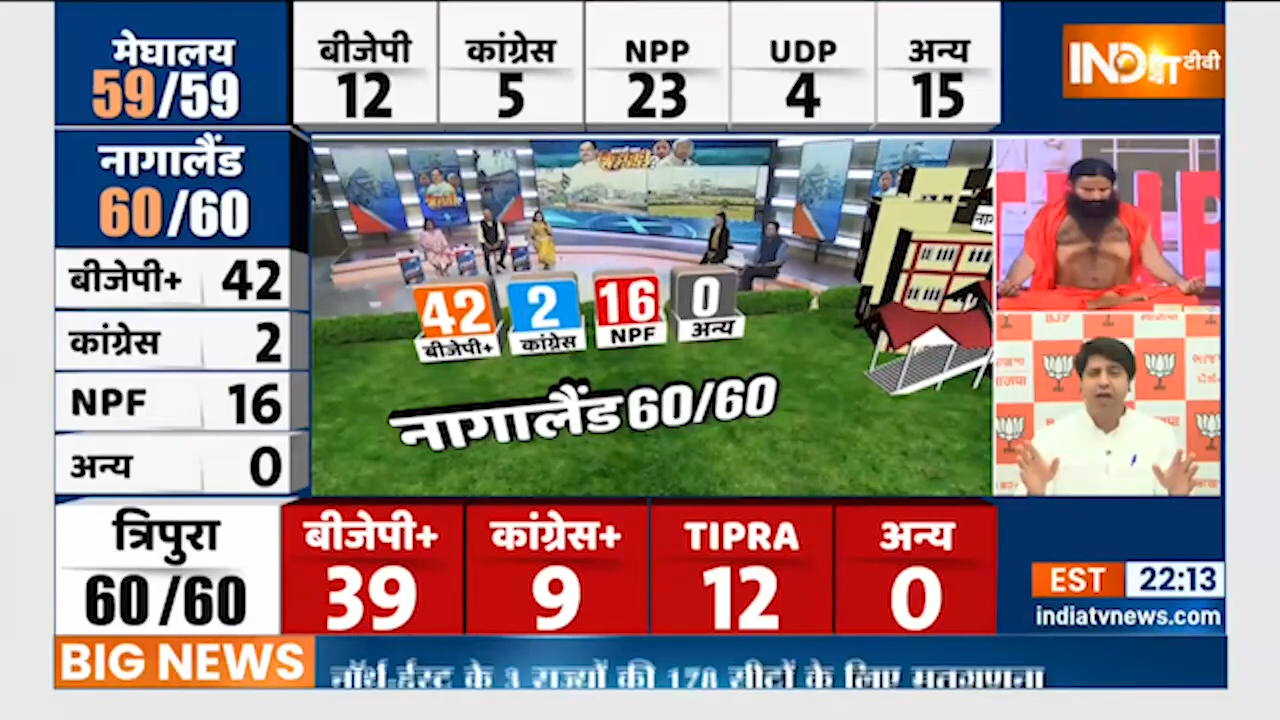 मेघालय
59/59
बीजेपी
12
कांग्रेस
5
NPP
23
UDP
4
अन्य
15
INDIA टीवी
नागालैंड
60/60
बीजेपी+ 42
कांग्रेस 2
NPF 16
अन्य 0
42
बीजेपी+
2
कांग्रेस
16
NPF
0
अन्य
नागालैंड 60/60
BJP
त्रिपुरा
60/60
बीजेपी+
39
कांग्रेस+
9
TIPRA
12
अन्य
0
EST 22:13
indiatvnews.com
BIG NEWS
नॉर्थ-ईस्ट के 3 राज्यों की 178 सीटों के लिए मतगणना